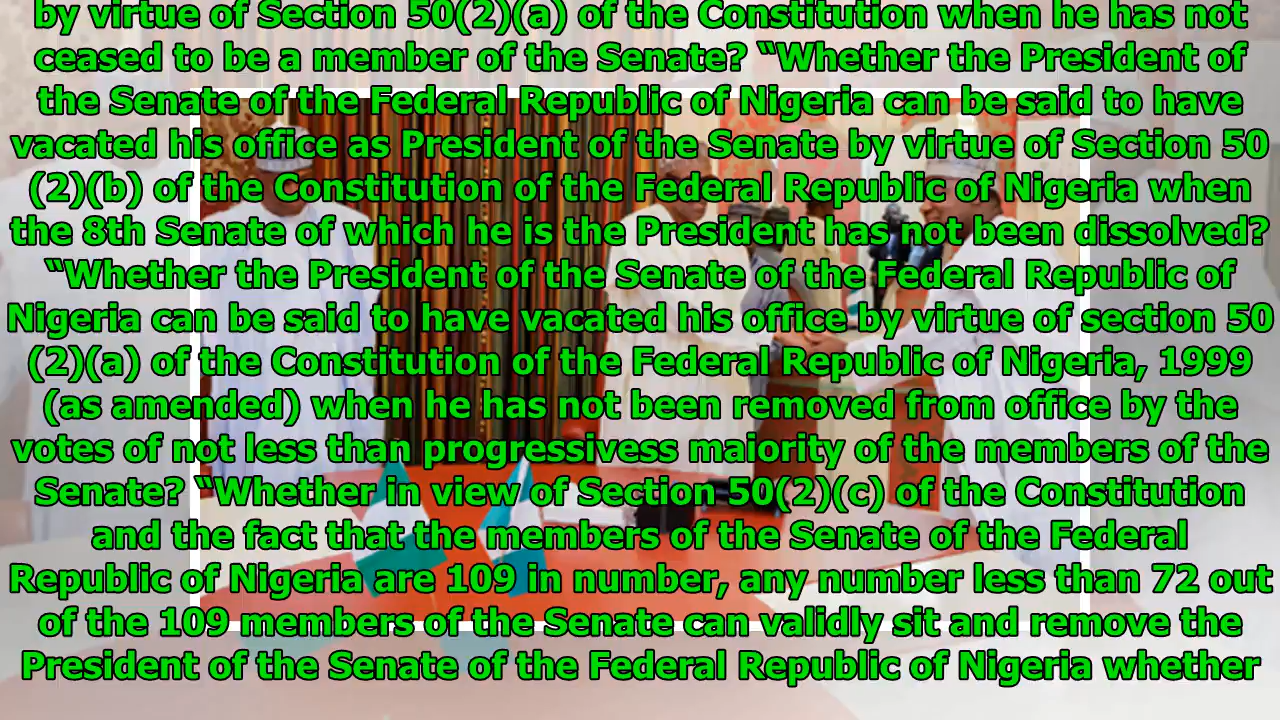 by virtue of Section 50(2)(a) of the Constitution when he has not
ceased to be a member of the Senate? “Whether the President of
the Senate of the Federal Republic of Nigeria can be said to have
vacated his office as President of the Senate by virtue of Section 50
(2)(b) of the Constitution of the Federal Republic of Nigeria when
the 8th Senate of which he is the President has not been dissolved?
“Whether the President of the Senate of the Federal Republic of
Nigeria can be said to have vacated his office by virtue of section 50
(2)(a) of the Constitution of the Federal Republic of Nigeria, 1999
(as amended) when he has not been removed from office by the
votes of not less than progressivess maiority of the members of the
Senate? “Whether in view of Section 50(2)(c) of the Constitution
and the fact that the members of the Senate of the Federal
Republic of Nigeria are 109 in number, any number less than 72 out
of the 109 members of the Senate can validly sit and remove the
President of the Senate of the Federal Republic of Nigeria whether